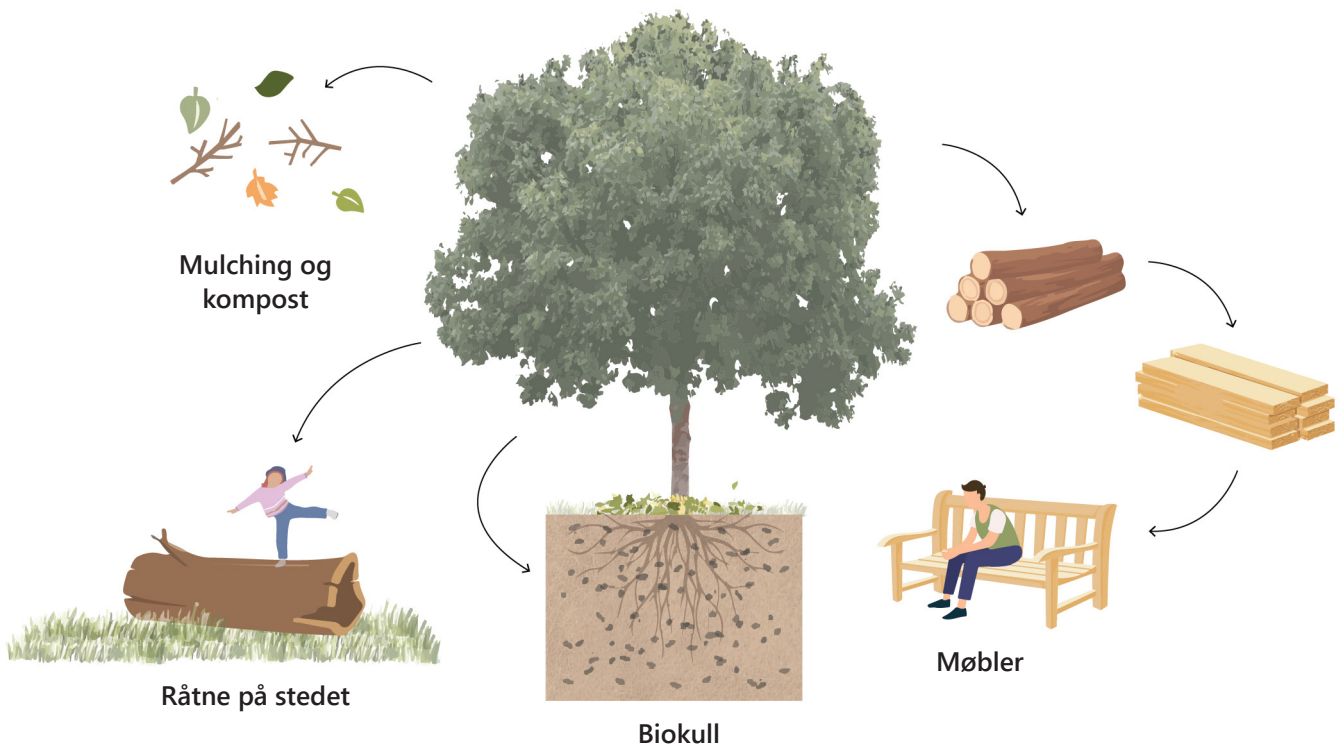 Mulching og
kompost
Råtne på stedet
Biokull
Møbler